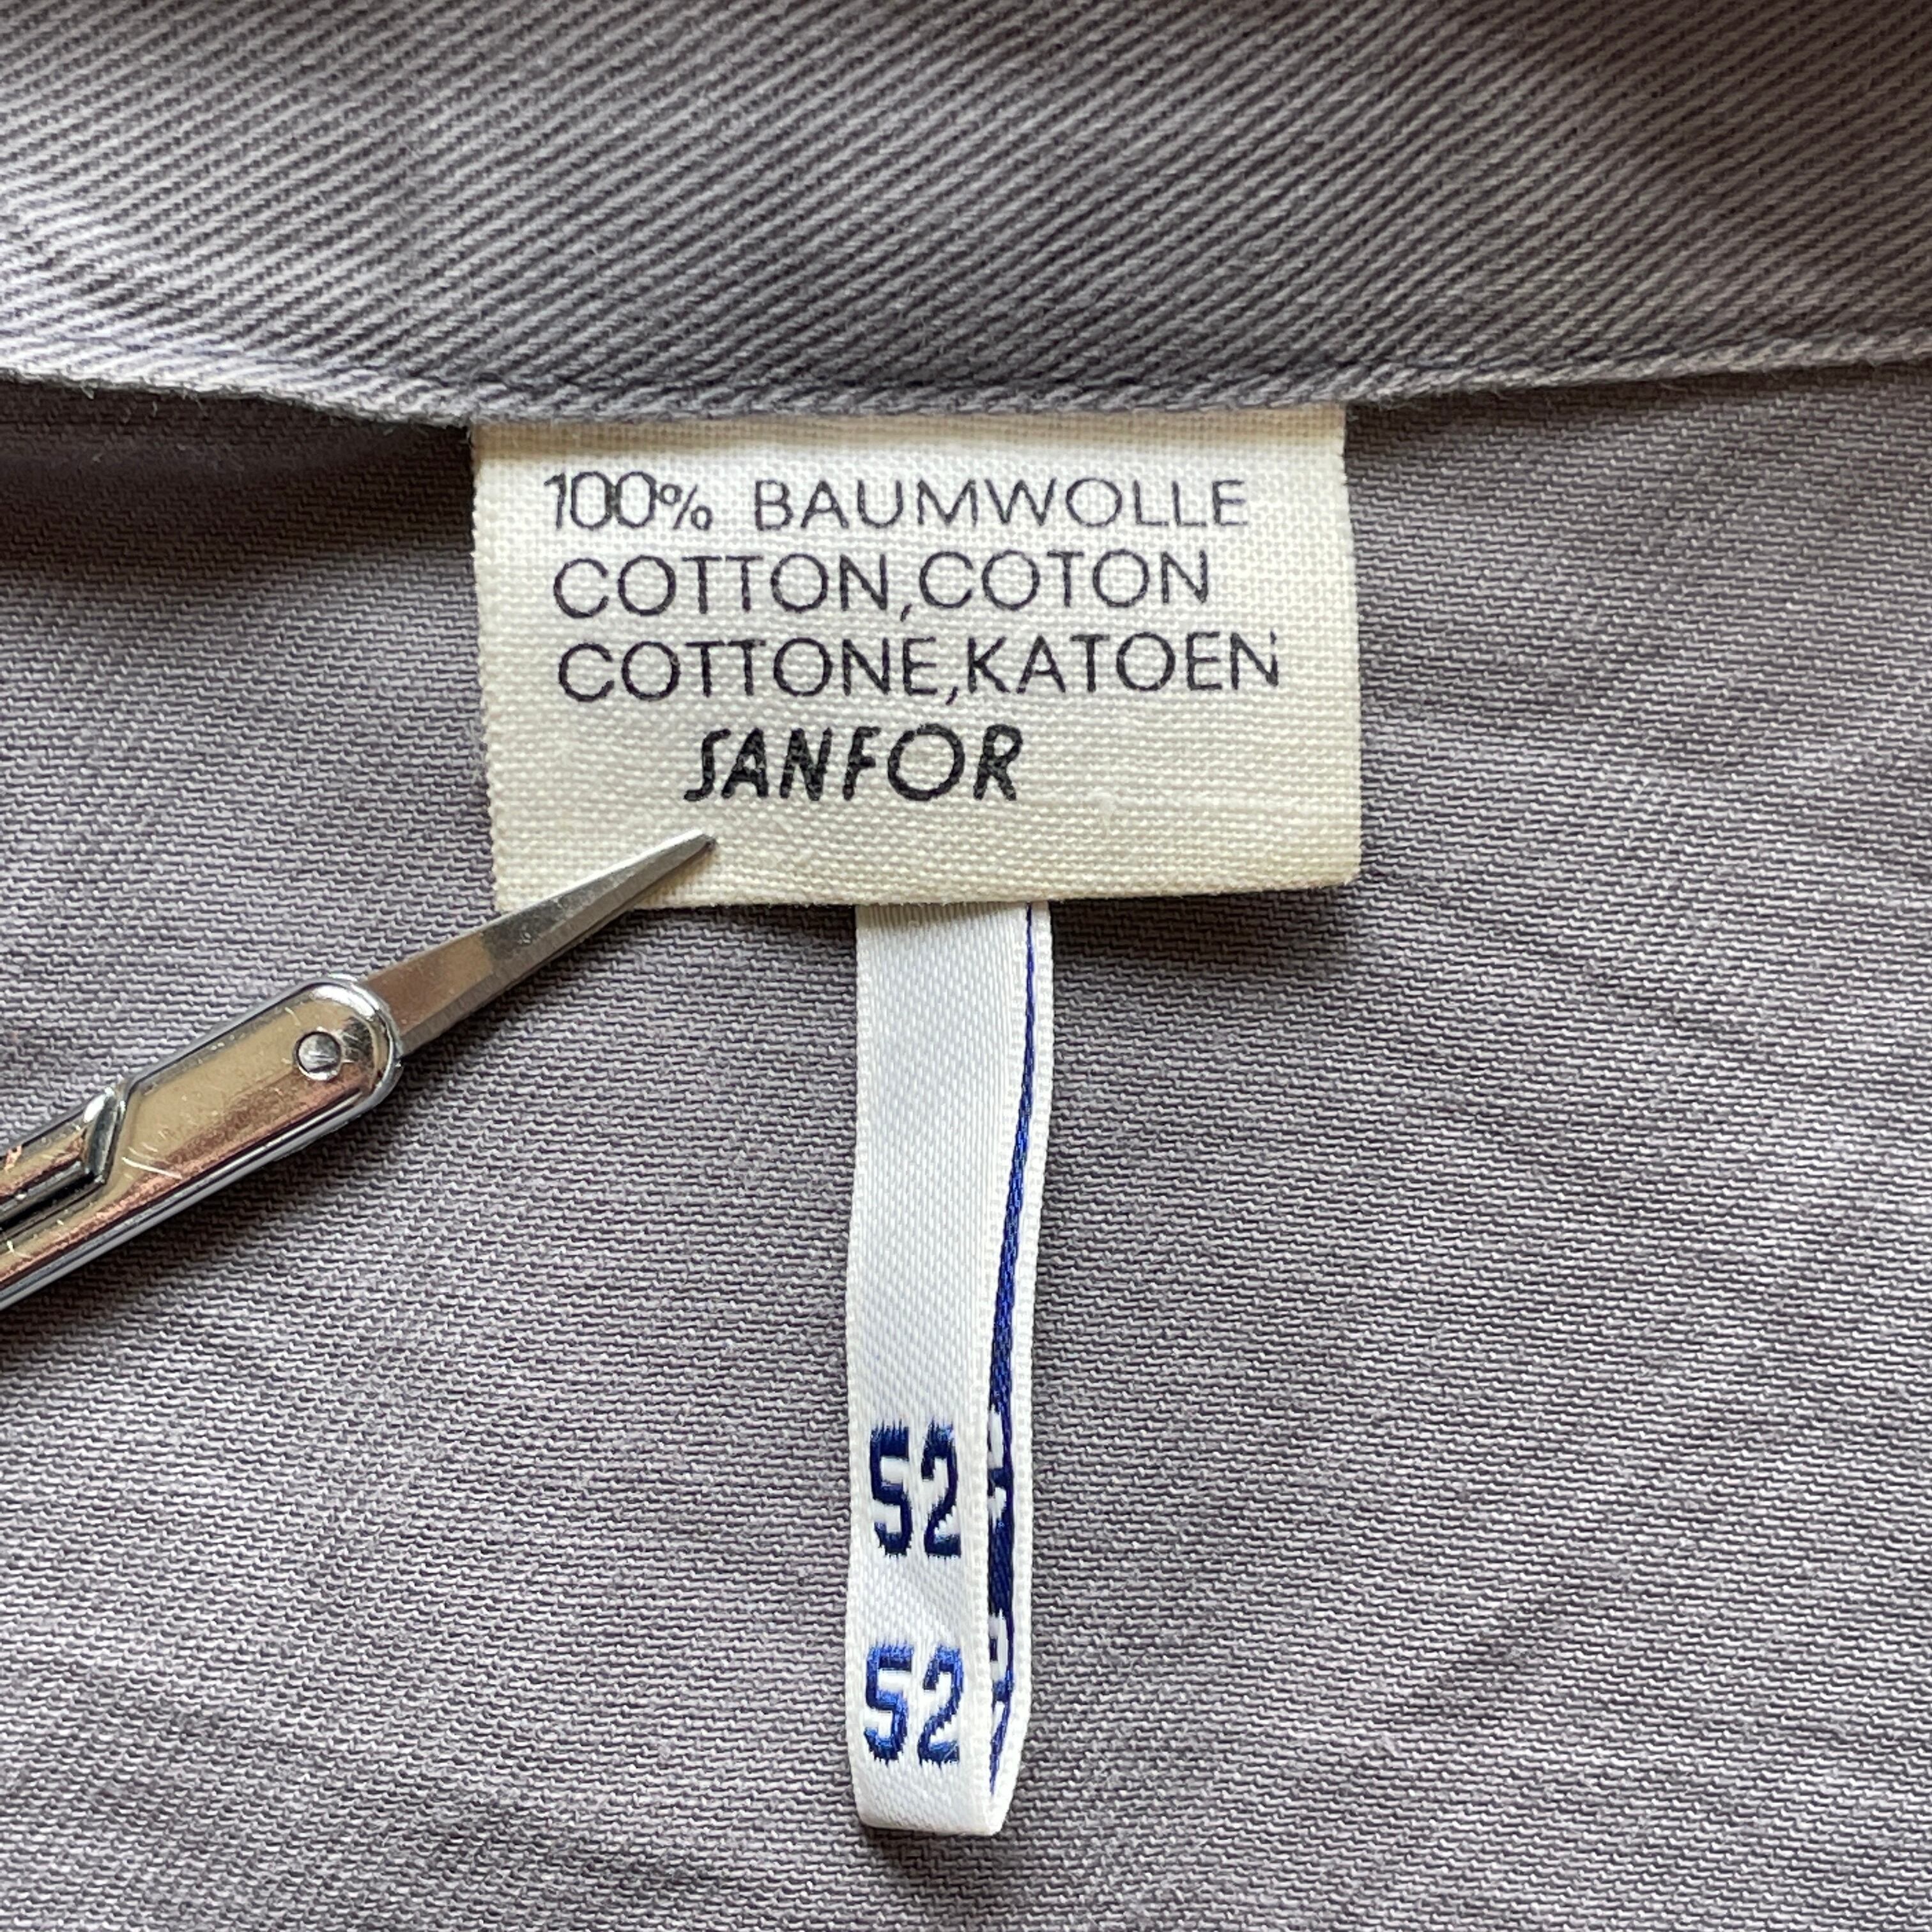 100% BAUMWOLLE
COTTON,COTON
COTTONE,KATOEN
SANFOR
52
52